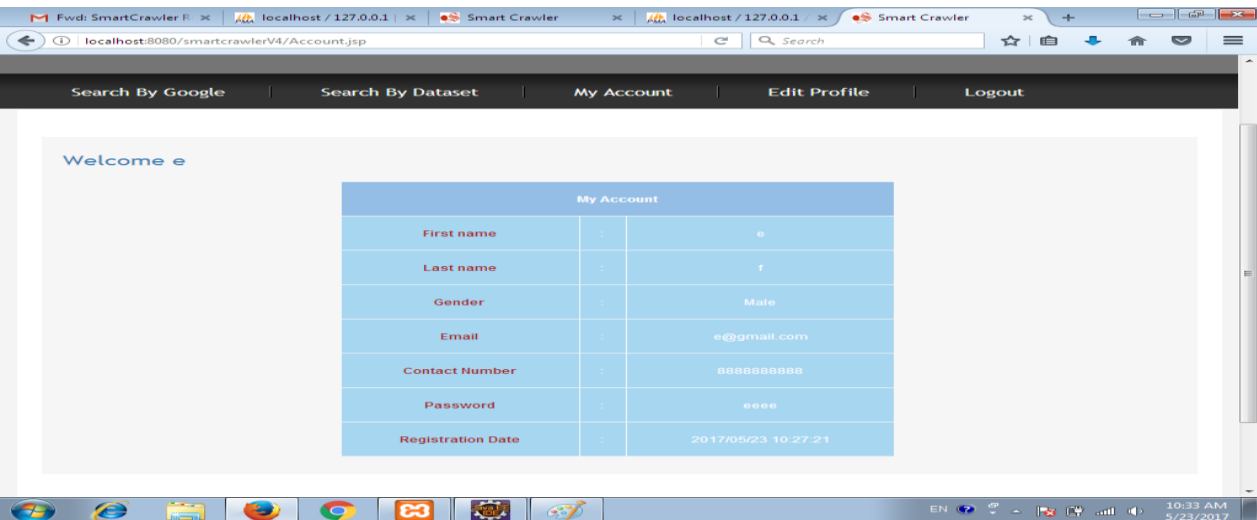 Fwd: SmartCrawler R
localhost / 127.0.0.1 |
Smart Crawler
localhost / 127.0.0.1 /
Smart Crawler
localhost:8080/smartcrawlerV4/Account.jsp
Search
Search By Google
Search By Dataset
My Account
Edit Profile
Logout
Welcome e
My Account
First name : e
Last name : f
Gender : Male
Email : e@gmail.com
Contact Number : 8888888888
Password : eeee
Registration Date : 2017/05/23 10:27:21
EN
10:33 AM
5/23/2017